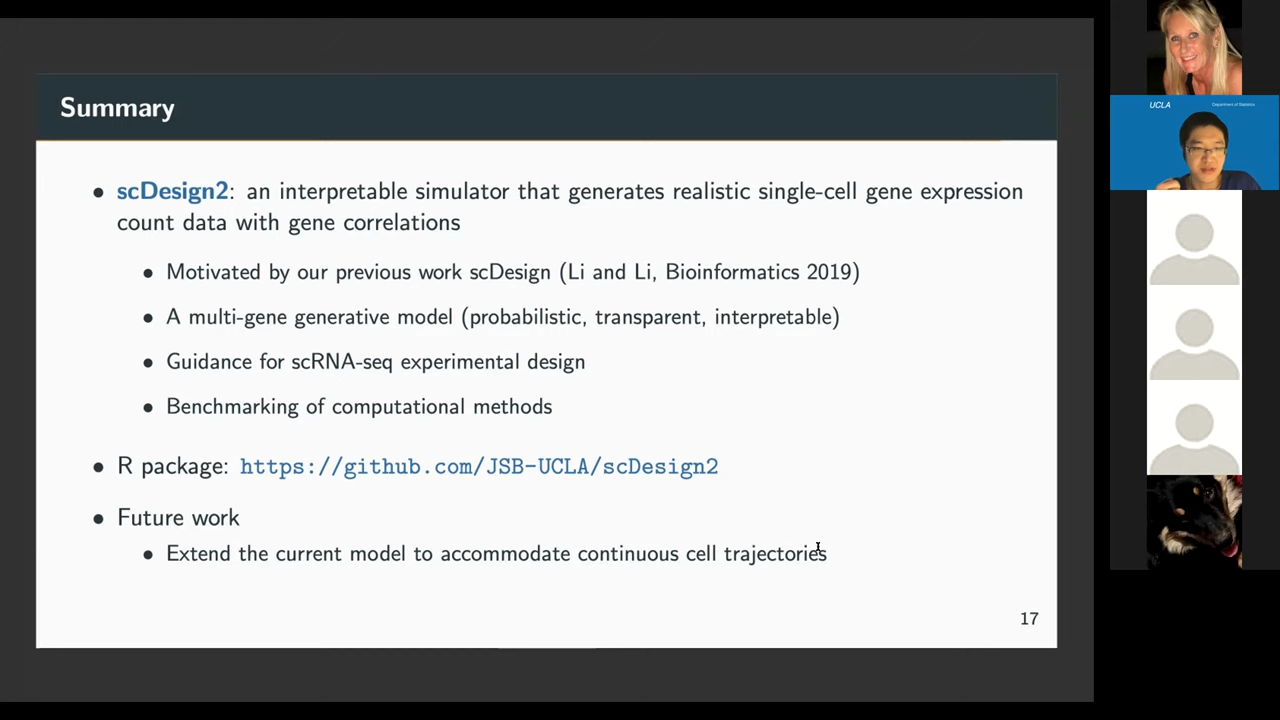 Summary
• scDesign2: an interpretable simulator that generates realistic single-cell gene expression
count data with gene correlations
• Motivated by our previous work scDesign (Li and Li, Bioinformatics 2019)
• A multi-gene generative model (probabilistic, transparent, interpretable)
• Guidance for scRNA-seq experimental design
• Benchmarking of computational methods
• R package: https://github.com/JSB-UCLA/scDesign2
• Future work
• Extend the current model to accommodate continuous cell trajectories
17
UCLA
Department of Statistics